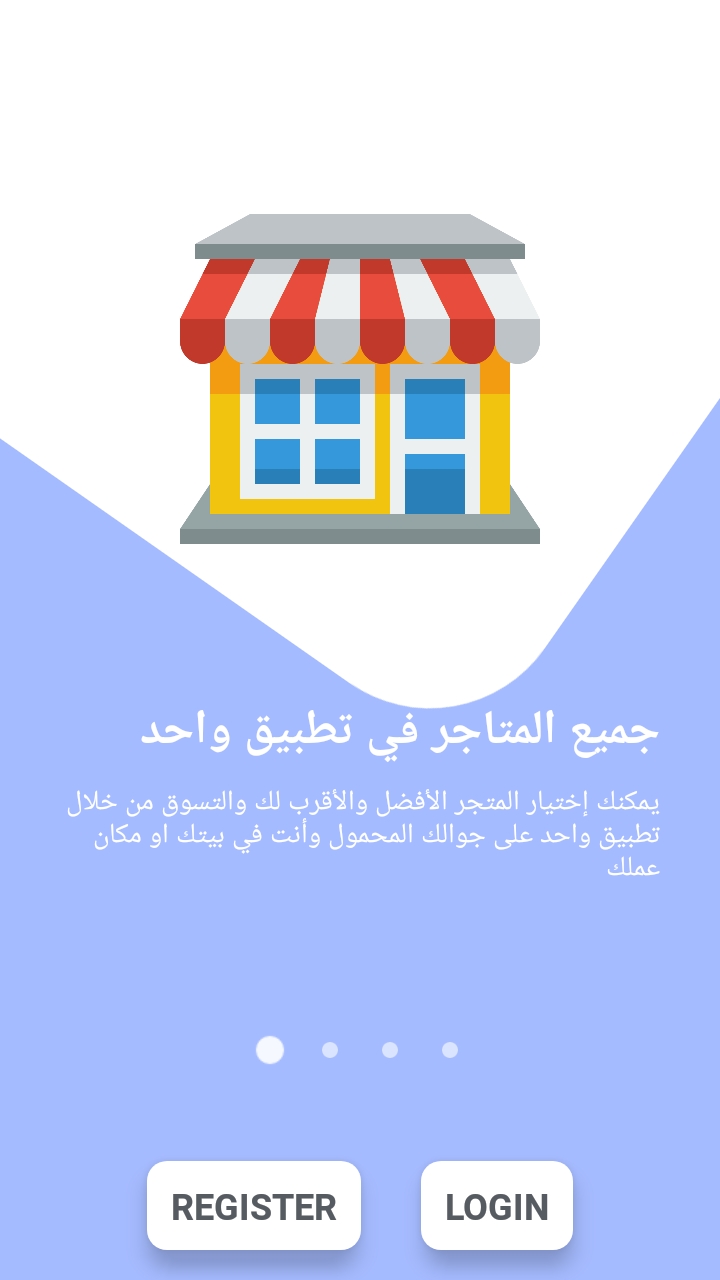 جميع المتاجر في تطبيق واحد
يمكنك إختيار المتجر الأفضل والأقرب لك والتسوق من خلال
تطبيق واحد على جوالك المحمول وأنت في بيتك او مكان
عملك
REGISTER
LOGIN